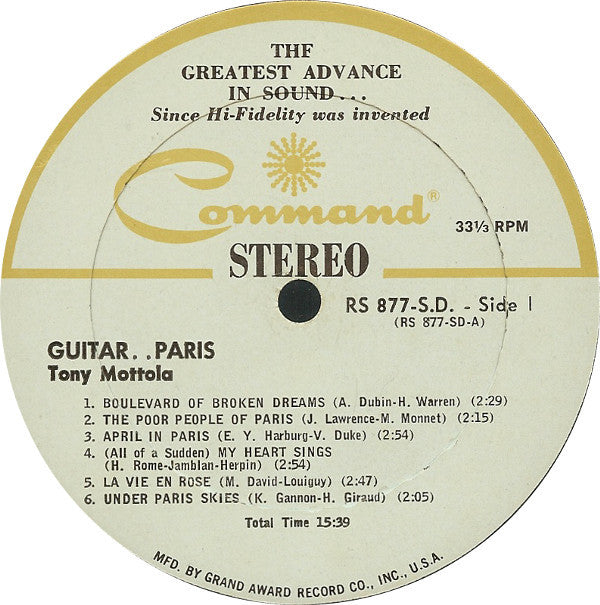 THE
GREATEST ADVANCE
IN SOUND...
Since Hi-Fidelity was invented
Command®
33⅓ RPM
STEREO
RS 877-S.D. - Side 1
(RS 877-SD-A)
GUITAR. .PARIS
Tony Mottola
1. BOULEVARD OF BROKEN DREAMS (A. Dubin-H. Warren) (2:29)
2. THE POOR PEOPLE OF PARIS (J. Lawrence-M. Monnet) (2:15)
3. APRIL IN PARIS (E. Y. Harburg-V. Duke) (2:54)
4. (All of a Sudden) MY HEART SINGS
(H. Rome-Jamblan-Herpin) (2:54)
5. LA VIE EN ROSE (M. David-Louiguy) (2:47)
6. UNDER PARIS SKIES (K. Gannon-H. Giraud) (2:05)
Total Time 15:39
MFD. BY GRAND AWARD RECORD CO., INC., U.S.A.